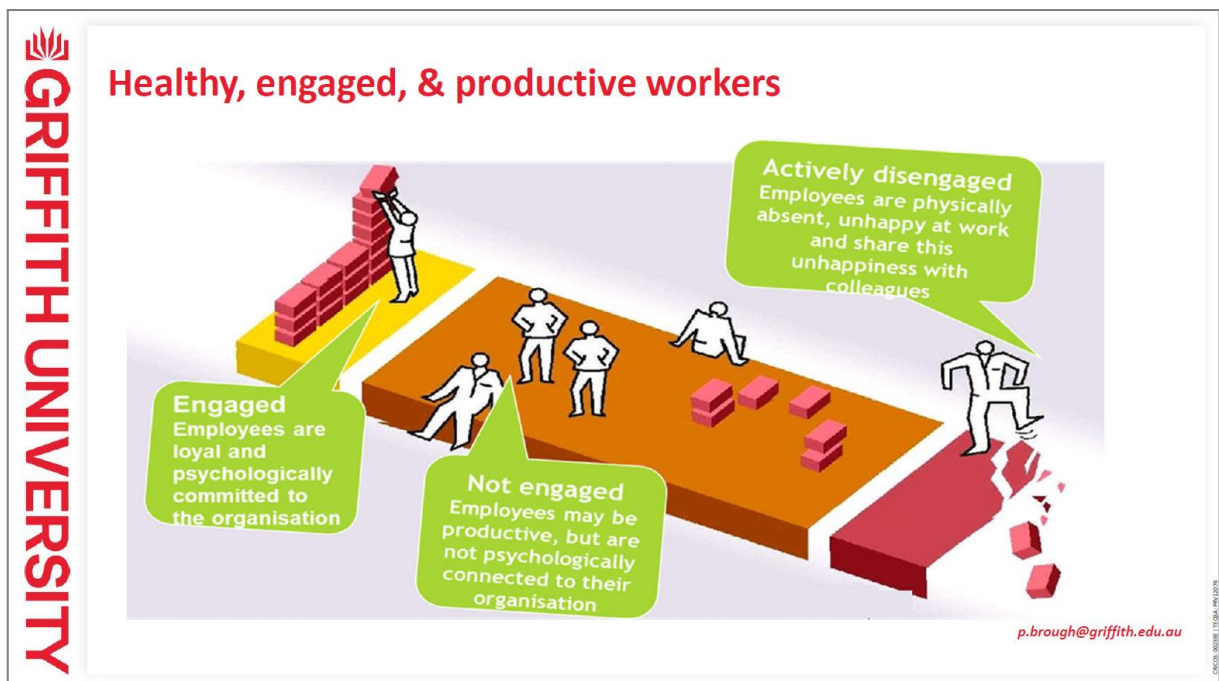 GRIFFITH UNIVERSITY
Healthy, engaged, & productive workers
Actively disengaged
Employees are physically
absent, unhappy at work
and share this
unhappiness with
colleagues
Engaged
Employees are
loyal and
psychologically
committed to
the organisation
Not engaged
Employees may be
productive, but are
not psychologically
connected to their
organisation
p.brough@griffith.edu.au